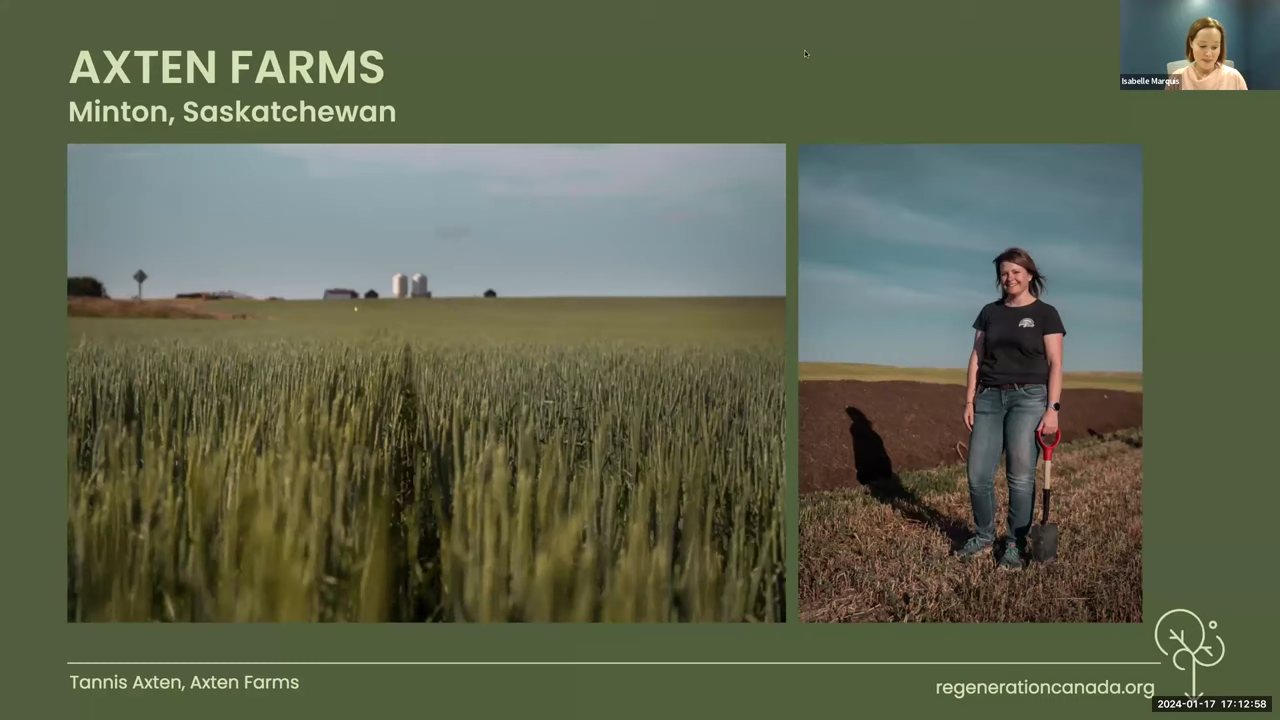 AXTEN FARMS
Minton, Saskatchewan
Isabelle Marquis
Tannis Axten, Axten Farms
regenerationcanada.org
2024-01-17 17:12:58